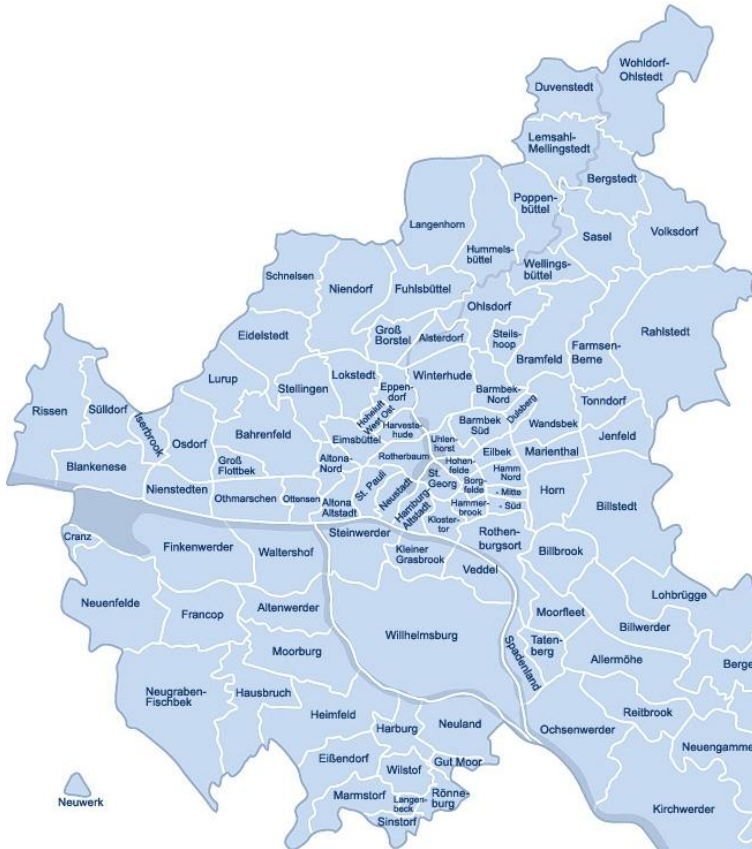 Wohldorf-
Ohlstedt
Duvenstedt
Lemsahl-
Mellingstedt
Bergstedt
Poppen-
büttel
Langenhorn
Sasel
Volksdorf
Hummels-
büttel
Wellings-
büttel
Schnelsen
Niendorf
Fuhlsbüttel
Ohlsdorf
Rahlstedt
Eidelstedt
Groß
Borstel
Alsterdorf
Steils-
hoop
Bramfeld
Farmsen-
Berne
Lurup
Stellingen
Lokstedt
Eppen-
dorf
Winterhude
Barmbek-
Nord
Tonndorf
Rissen
Sülldorf
Iserbrook
Osdorf
Bahrenfeld
Hoheluft
West Ost
Harveste-
hude
Barmbek
Süd
Dulsberg
Wandsbek
Jenfeld
Eimsbüttel
Uhlen-
horst
Eilbek
Marienthal
Blankenese
Groß
Flottbek
Altona-
Nord
Rotherbaum
Hohen-
felde
Hamm
Nord
- Mitte
- Süd
Horn
Billstedt
Nienstedten
Othmarschen
Ottensen
Altona
Altstadt
St. Pauli
Neustadt
Hamburg-
Altstadt
St.
Georg
Borg-
felde
Hammer-
brook
Kloster-
tor
Rothen-
burgsort
Billbrook
Cranz
Finkenwerder
Waltershof
Steinwerder
Kleiner
Grasbrook
Veddel
Neuenfelde
Francop
Altenwerder
Willhelmsburg
Moorfleet
Lohbrügge
Billwerder
Taten-
berg
Allermöhe
Berge
Spadenland
Moorburg
Neugraben-
Fischbek
Hausbruch
Heimfeld
Harburg
Neuland
Ochsenwerder
Reitbrook
Neuengamme
Eißendorf
Wilstof
Gut Moor
Marmstorf
Langen-
beck
Rönne-
burg
Sinstorf
Kirchwerder
Neuwerk